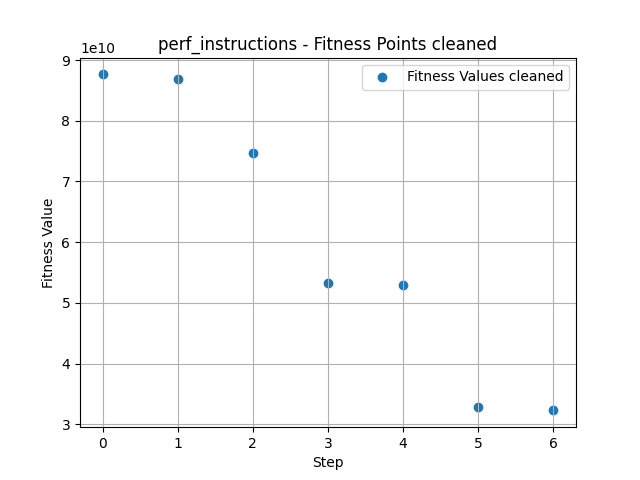 perf_instructions - Fitness Points cleaned
1e10
Fitness Values cleaned
9
8
7
6
5
4
3
Fitness Value
0 1 2 3 4 5 6
Step